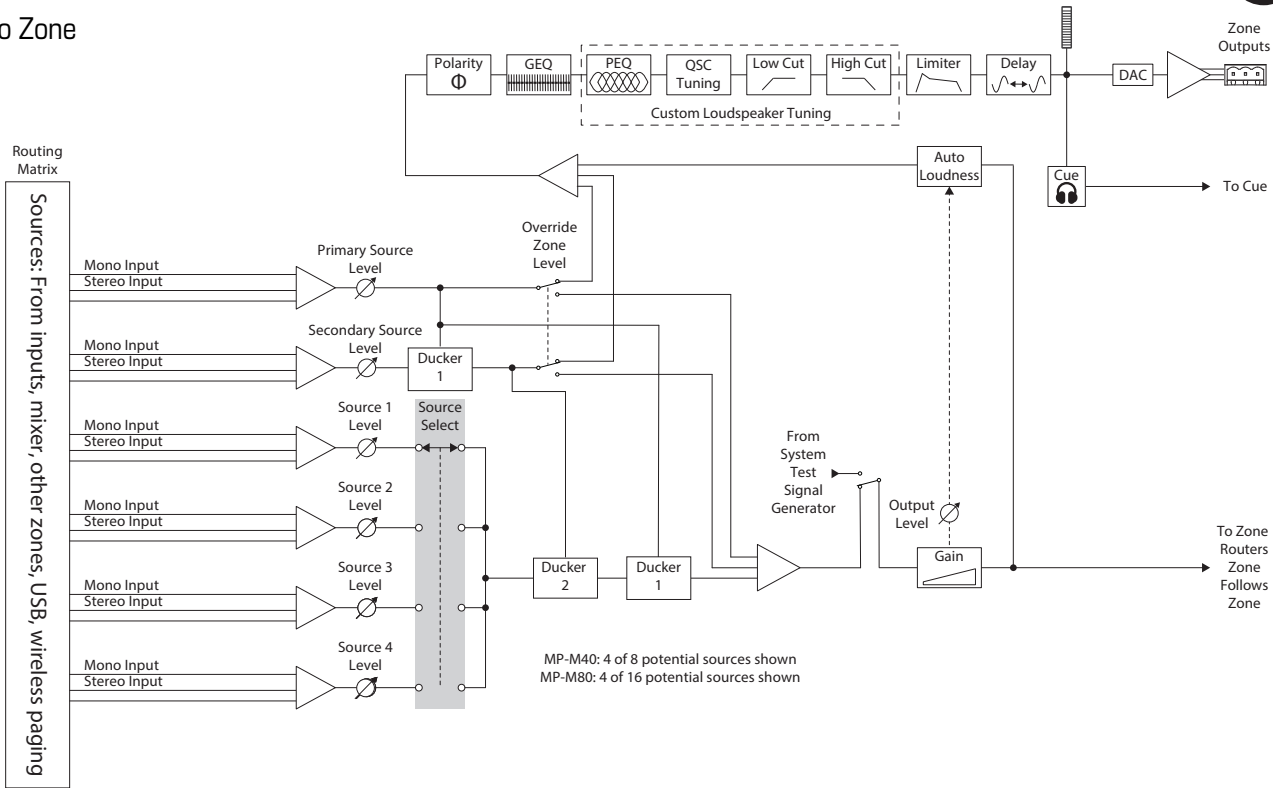 o Zone
Zone
Outputs
Polarity
Φ
GEQ
PEQ
QSC
Tuning
Low Cut
High Cut
Limiter
Delay
DAC
Custom Loudspeaker Tuning
Routing
Matrix
Auto
Loudness
Cue
To Cue
Sources: From inputs, mixer, other zones, USB, wireless paging
Override
Zone
Level
Primary Source
Level
Mono Input
Stereo Input
Secondary Source
Level
Mono Input
Stereo Input
Ducker
1
Source 1
Level
Source
Select
Mono Input
Stereo Input
From
System
Test
Signal
Generator
Source 2
Level
Mono Input
Stereo Input
Output
Level
To Zone
Routers
Zone
Follows
Zone
Gain
Ducker
2
Ducker
1
Source 3
Level
Mono Input
Stereo Input
Source 4
Level
Mono Input
Stereo Input
MP-M40: 4 of 8 potential sources shown
MP-M80: 4 of 16 potential sources shown